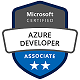 Microsoft
CERTIFIED
AZURE
DEVELOPER
ASSOCIATE